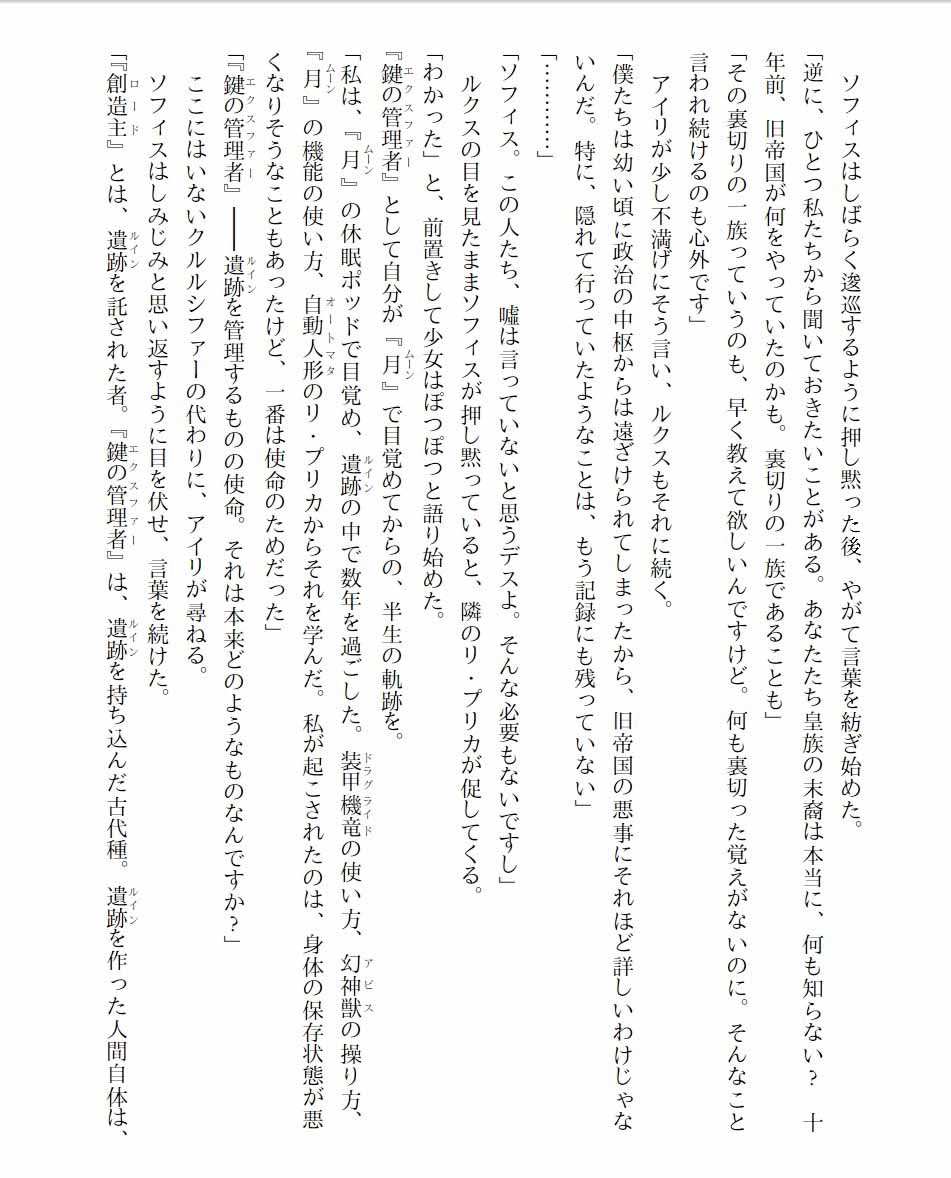 ソフィスはしばらく逡巡するように押し黙った後、やがて言葉を紡ぎ始めた。
「逆に、ひとつ私たちから聞いておきたいことがある。あなたたち皇族の末裔は本当に、何も知らない？　十
年前、旧帝国が何をやっていたのかも。裏切りの一族であることも」
「その裏切りの一族っていうのも、早く教えて欲しいんですけど。何も裏切った覚えがないのに。そんなこと
言われ続けるのも心外です」
　アイリが少し不満げにそう言い、ルクスもそれに続く。
「僕たちは幼い頃に政治の中枢からは遠ざけられてしまったから、旧帝国の悪事にそれほど詳しいわけじゃな
いんだ。特に、隠れて行っていたようなことは、もう記録にも残っていない」
「…………」
「ソフィス。この人たち、嘘は言っていないと思うデスよ。そんな必要もないですし」
　ルクスの目を見たままソフィスが押し黙っていると、隣のリ・プリカが促してくる。
「わかった」と、前置きして少女はぽつぽつと語り始めた。
『鍵の管理者』として自分が『月』で目覚めてからの、半生の軌跡を。
エクスファー
ムーン
「私は、『月』の休眠ポッドで目覚め、遺跡の中で数年を過ごした。装甲機竜の使い方、幻神獣の操り方、
ムーン
ルイン
ドラグライド
アビス
『月』の機能の使い方、自動人形のリ・プリカからそれを学んだ。私が起こされたのは、身体の保存状態が悪
ムーン
オートマタ
くなりそうなこともあったけど、一番は使命のためだった」
「『鍵の管理者』――遺跡を管理するものの使命。それは本来どのようなものなんですか？」
エクスファー
ルイン
　ここにはいないクルルシファーの代わりに、アイリが尋ねる。
　ソフィスはしみじみと思い返すように目を伏せ、言葉を続けた。
「『創造主』とは、遺跡を託された者。『鍵の管理者』は、遺跡を持ち込んだ古代種。遺跡を作った人間自体は、
ロード
ルイン
エクスファー
ルイン
ルイン